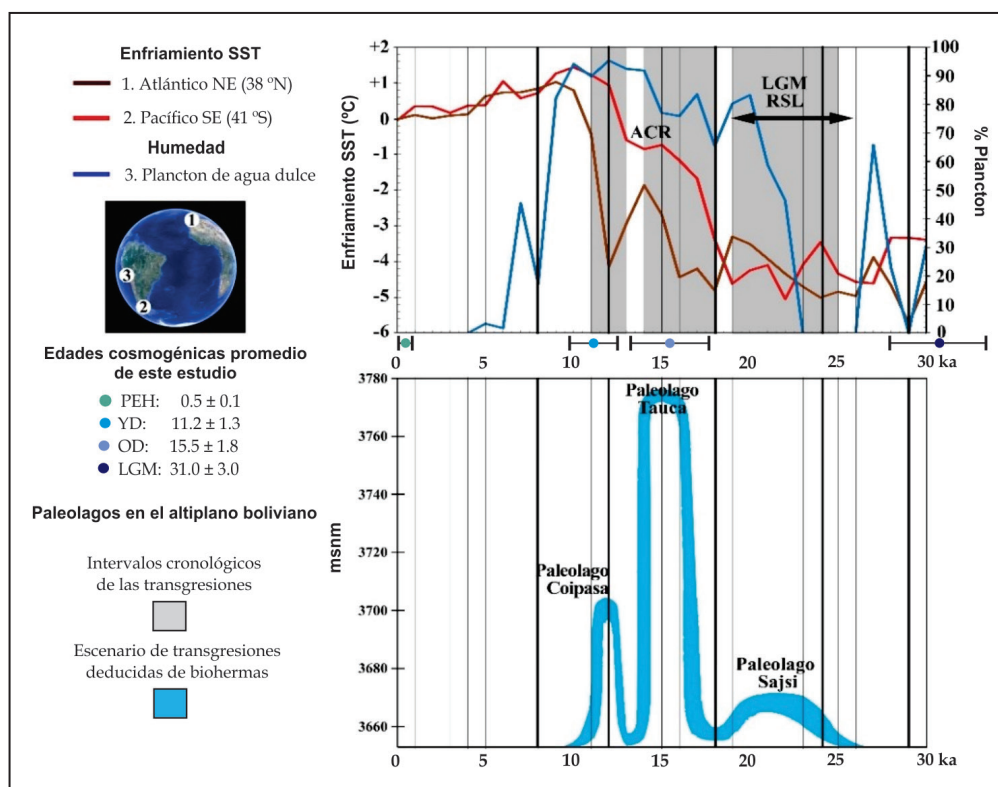 Enfriamiento SST
1. Atlántico NE (38 ºN)
2. Pacífico SE (41 ºS)
Humedad
3. Plancton de agua dulce
1
3
2
Edades cosmogénicas promedio
de este estudio
PEH: 0.5 ± 0.1
YD: 11.2 ± 1.3
OD: 15.5 ± 1.8
LGM: 31.0 ± 3.0
Paleolagos en el altiplano boliviano
Intervalos cronológicos
de las transgresiones
Escenario de transgresiones
deducidas de biohermas
Enfriamiento SST (ºC)
+2
+1
0
-1
-2
-3
-4
-5
-6
ACR
LGM
RSL
100
90
80
70
60
50
40
30
20
10
0
% Plancton
0 5 10 15 20 25 30 ka
msnm
3780
3760
3740
3720
3700
3680
3660
Paleolago
Tauca
Paleolago
Coipasa
Paleolago
Sajsi
0 5 10 15 20 25 30 ka